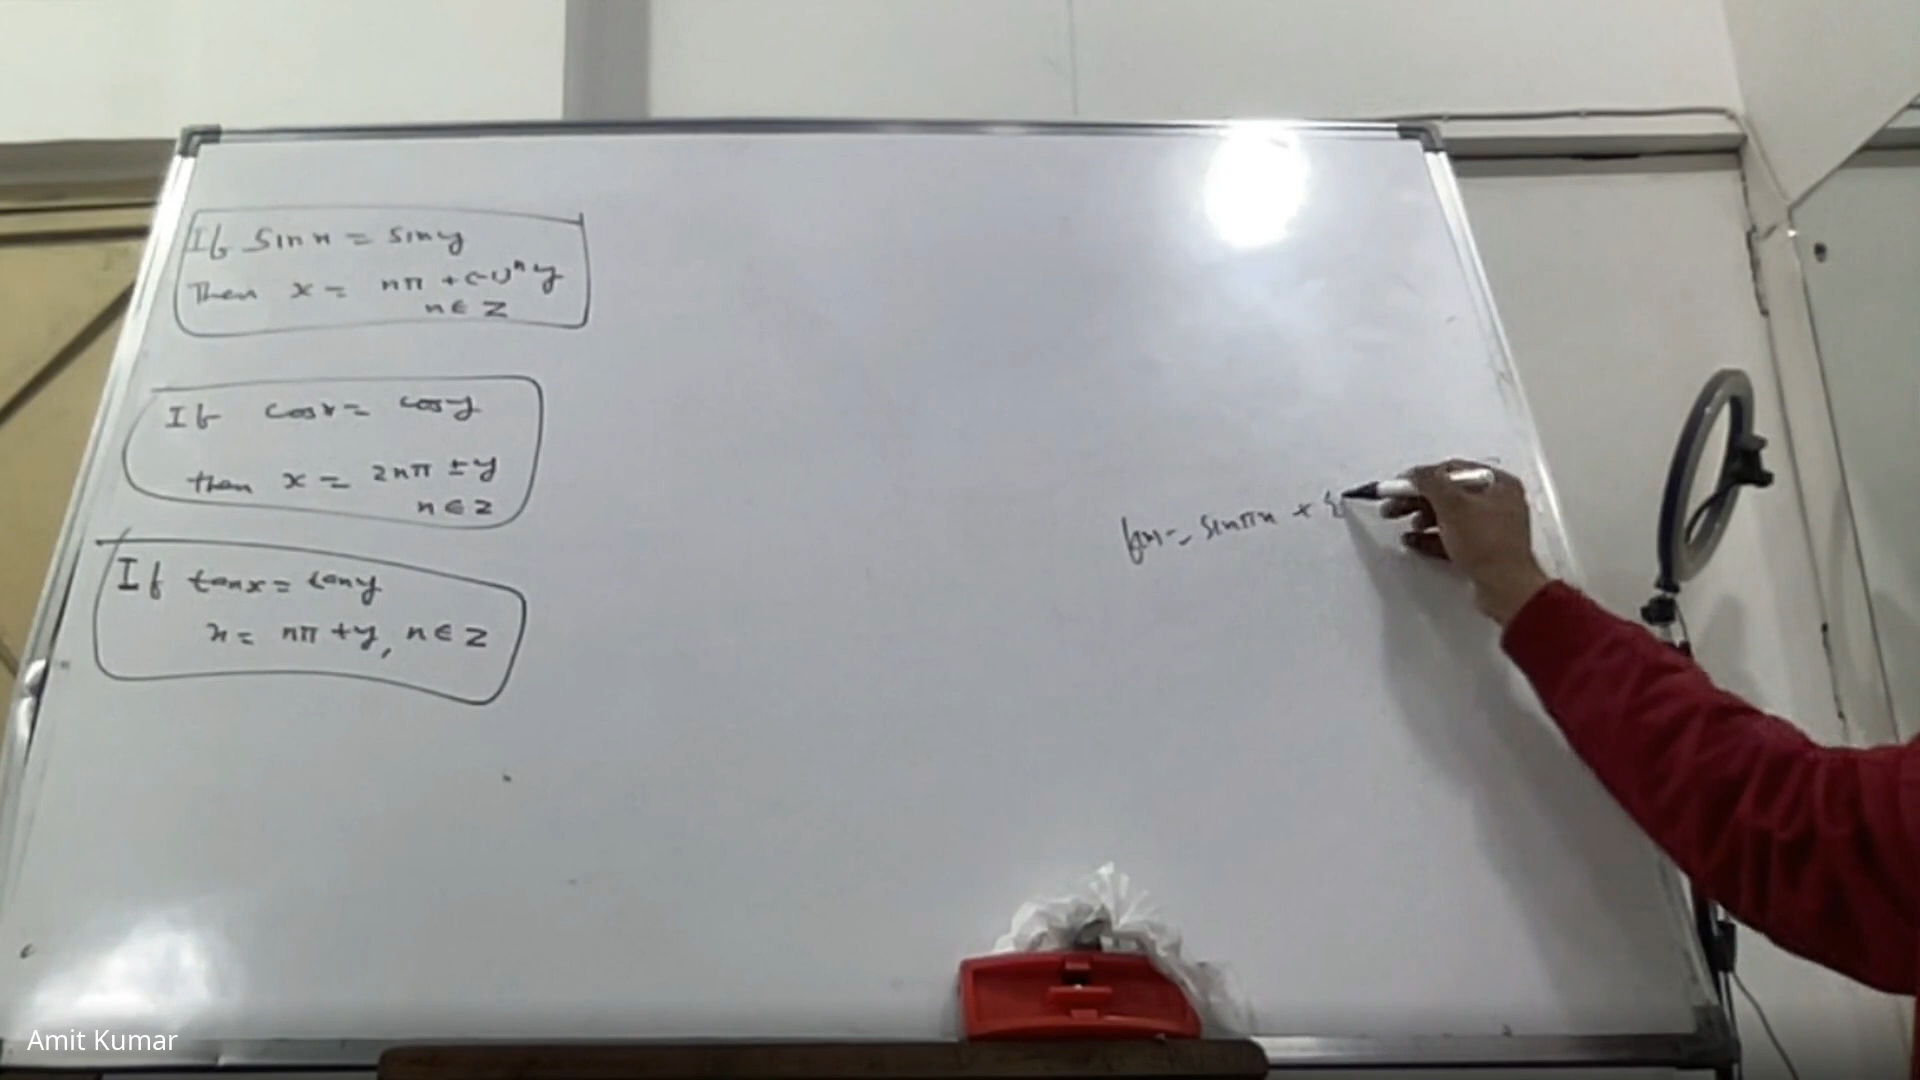 If sin x = sin y
Then x = nπ + (-1)ⁿ y
n ∈ Z
If cos x = cos y
then x = 2nπ ± y
n ∈ Z
If tan x = tan y
x = nπ + y, n ∈ Z
f(x) = sin πx +
Amit Kumar